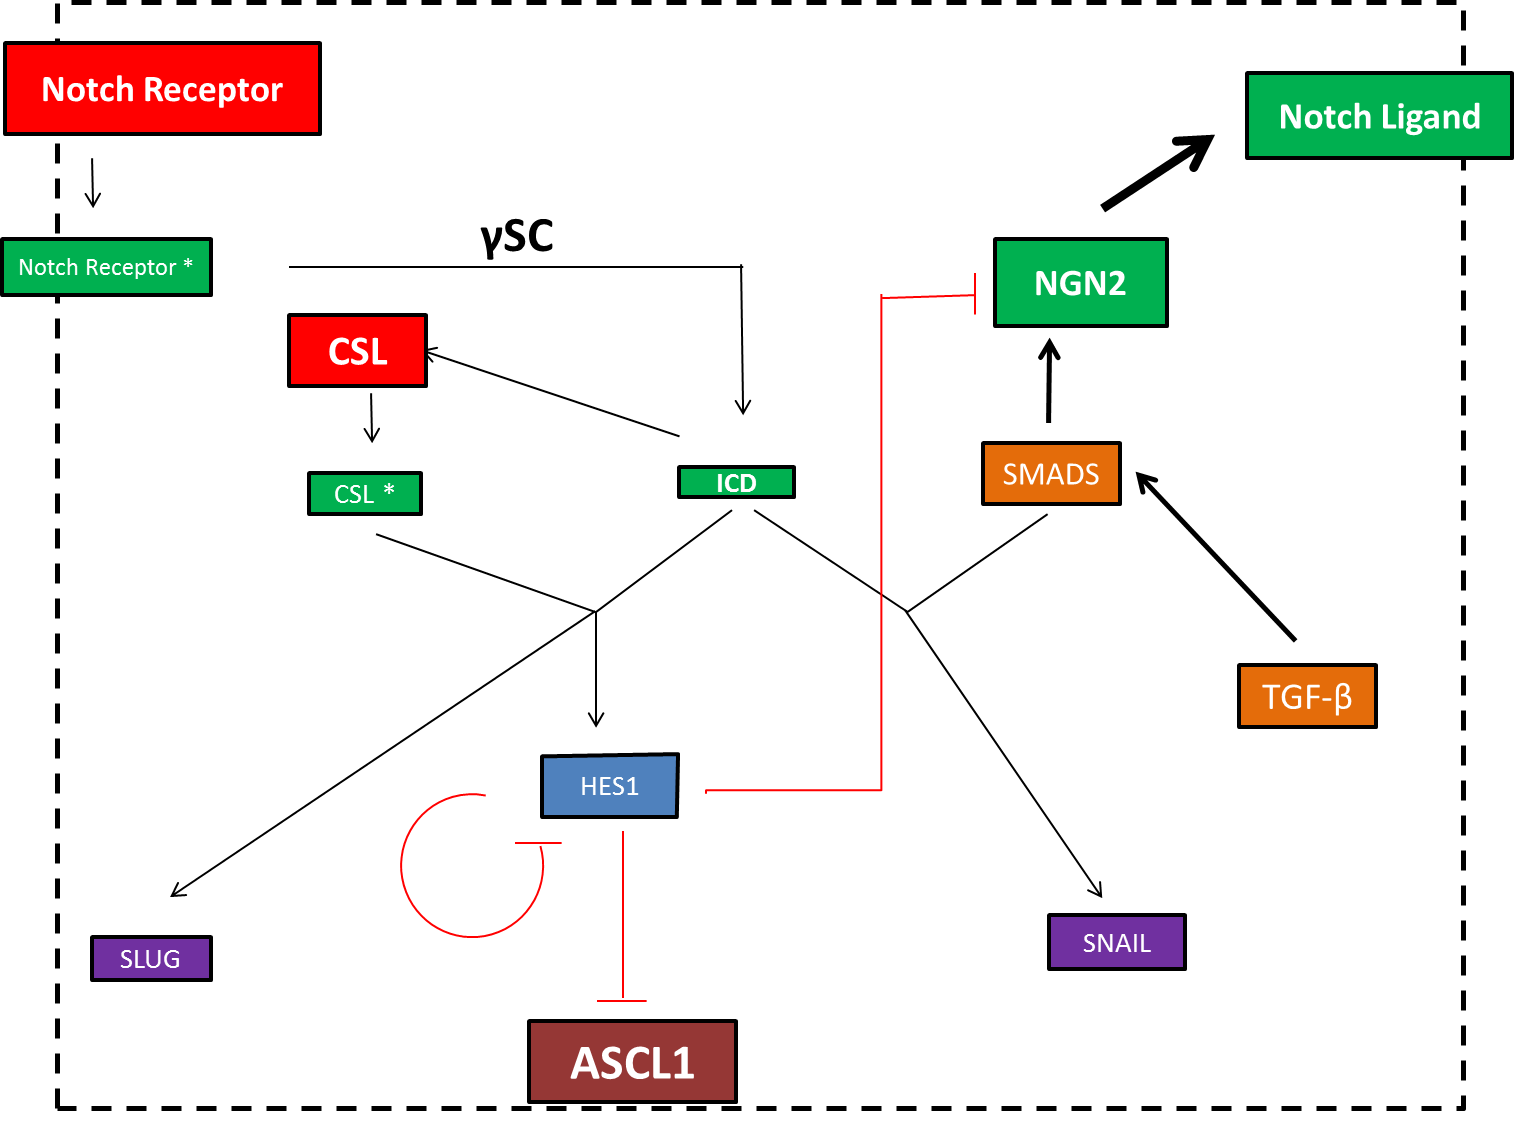 Notch Receptor
Notch Ligand
Notch Receptor *
γSC
NGN2
CSL
CSL *
ICD
SMADS
TGF-β
HES1
SLUG
SNAIL
ASCL1